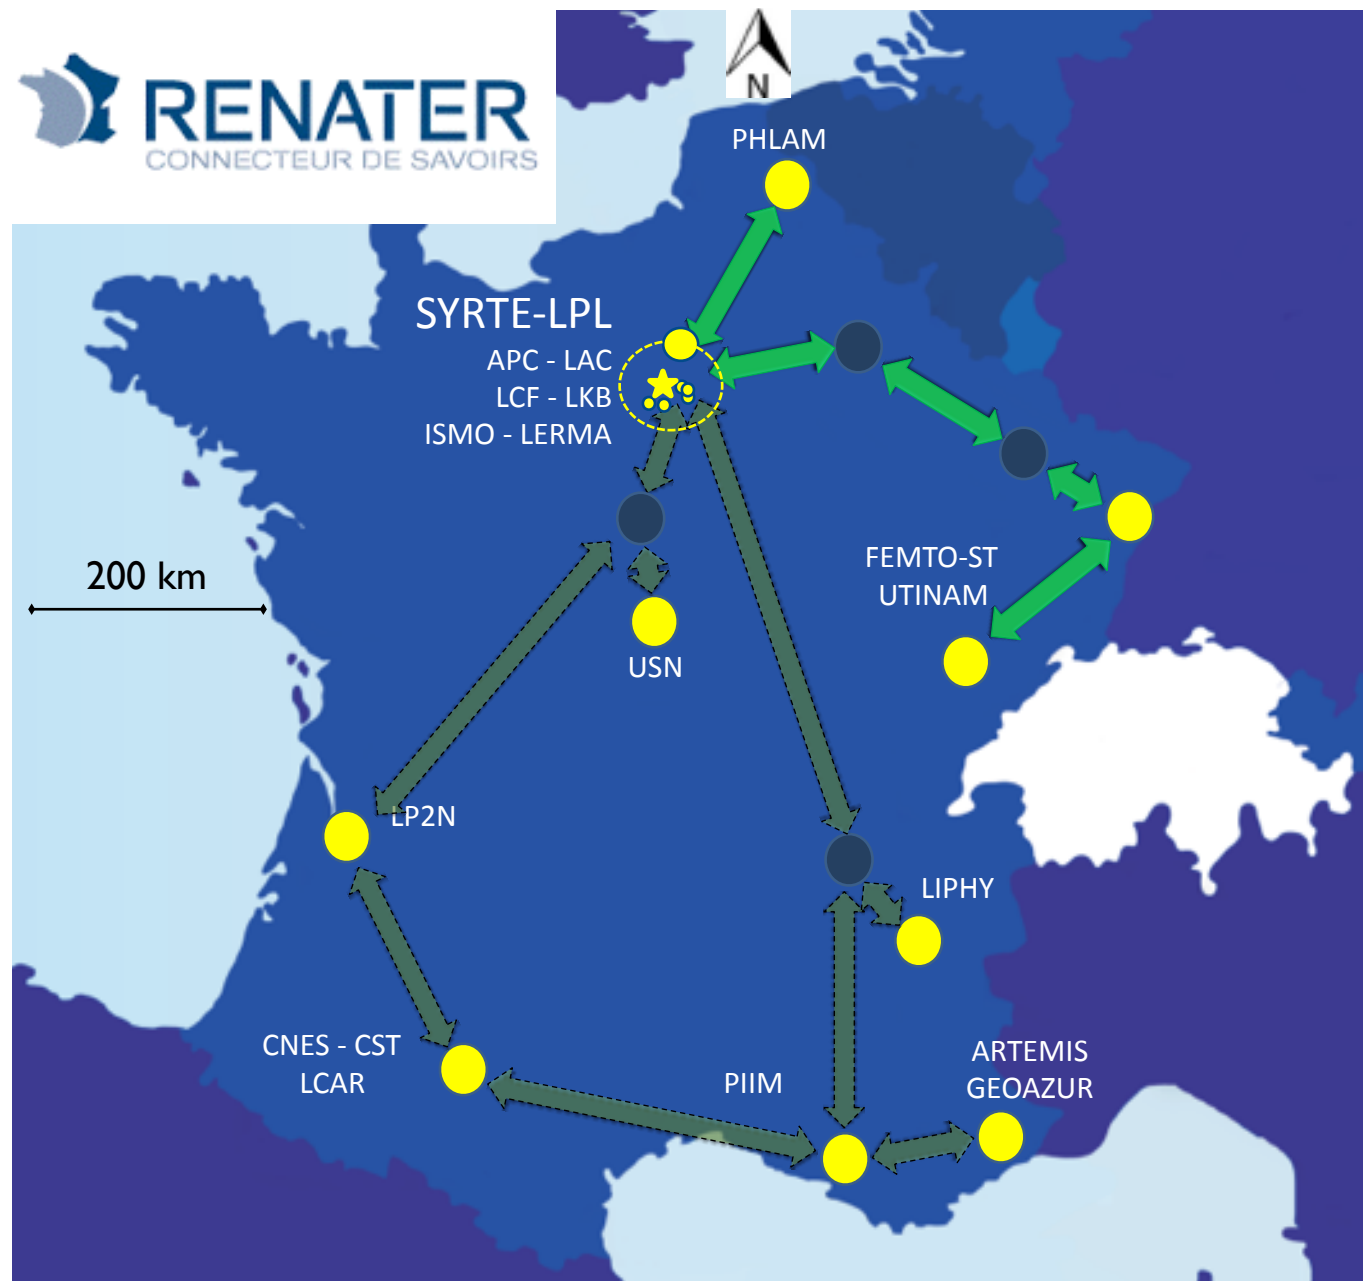 RENATER
CONNECTEUR DE SAVOIRS
N
PHLAM
SYRTE-LPL
APC - LAC
LCF - LKB
ISMO - LERMA
200 km
FEMTO-ST
UTINAM
USN
LP2N
LIPHY
CNES - CST
LCAR
PIIM
ARTEMIS
GEOAZUR